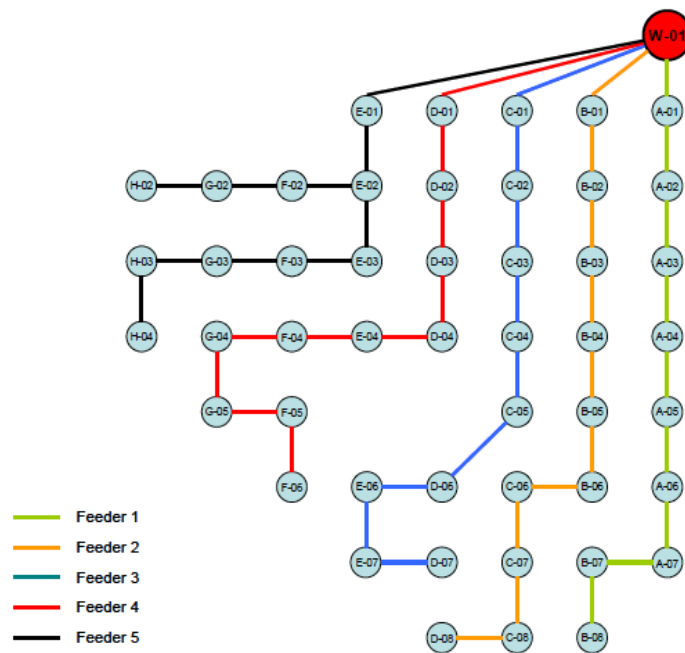 W-01
E-01 D-01 C-01 B-01 A-01
H-02 G-02 F-02 E-02 D-02 C-02 B-02 A-02
H-03 G-03 F-03 E-03 D-03 C-03 B-03 A-03
H-04 G-04 F-04 E-04 D-04 C-04 B-04 A-04
G-05 F-05 C-05 B-05 A-05
F-06 E-06 D-06 C-06 B-06 A-06
E-07 D-07 C-07 B-07 A-07
D-08 C-08 B-08
Feeder 1
Feeder 2
Feeder 3
Feeder 4
Feeder 5